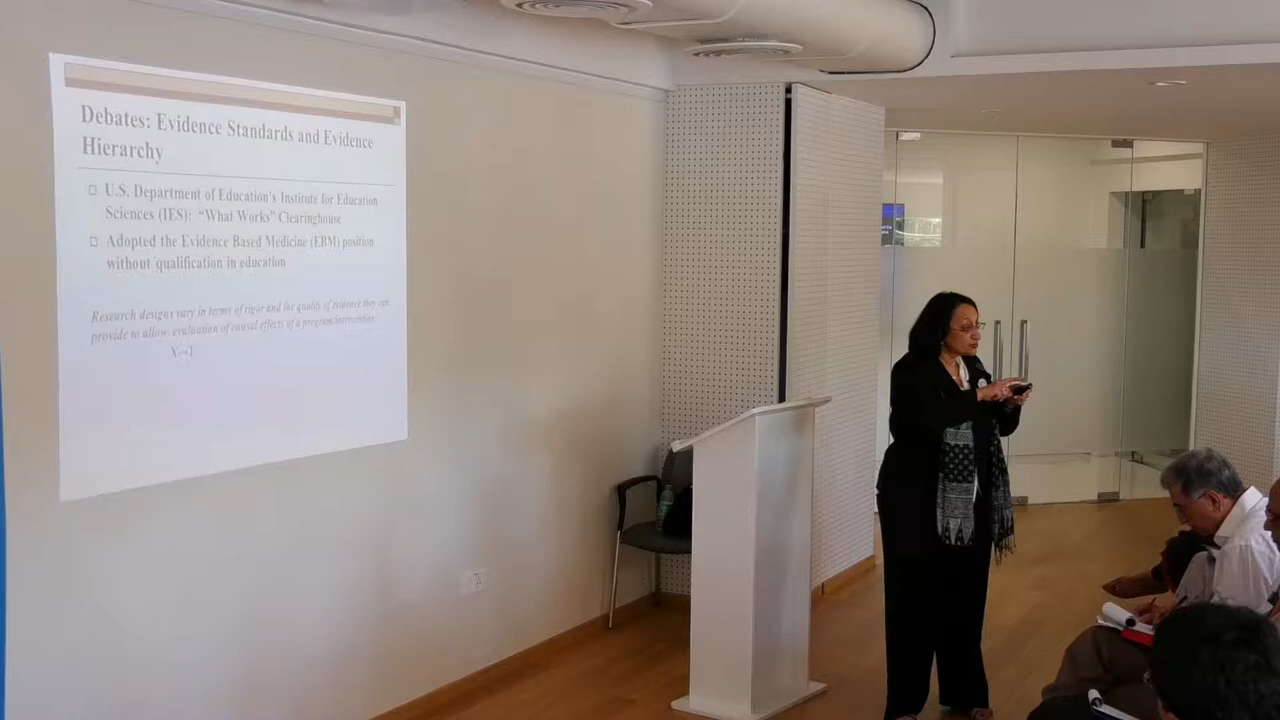 Debates: Evidence Standards and Evidence
Hierarchy
U.S. Department of Education's Institute for Education
Sciences (IES): "What Works" Clearinghouse
Adopted the Evidence Based Medicine (EBM) position
without qualification in education
Research designs vary in terms of rigor and the quality of evidence they can
provide to allow evaluation of causal effects of a program/intervention